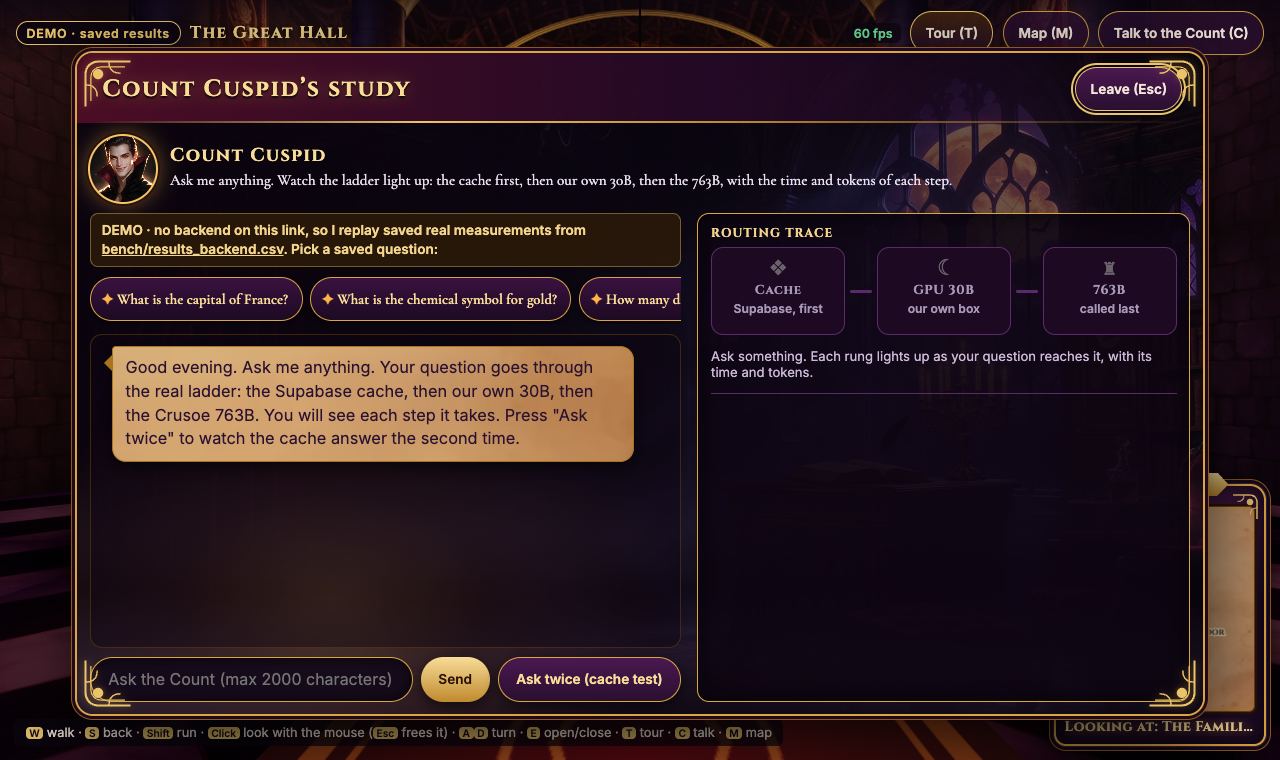 DEMO · saved results
The Great Hall
60 fps
Tour (T)
Map (M)
Talk to the Count (C)
Count Cuspid's study
Leave (Esc)
Count Cuspid
Ask me anything. Watch the ladder light up: the cache first, then our own 30B, then the 763B, with the time and tokens of each step.
DEMO · no backend on this link, so I replay saved real measurements from
bench/results_backend.csv. Pick a saved question:
✦ What is the capital of France?
✦ What is the chemical symbol for gold?
✦ How many d
Good evening. Ask me anything. Your question goes through
the real ladder: the Supabase cache, then our own 30B, then
the Crusoe 763B. You will see each step it takes. Press "Ask
twice" to watch the cache answer the second time.
Ask the Count (max 2000 characters)
Send
Ask twice (cache test)
Routing trace
Cache
Supabase, first
GPU 30B
our own box
763B
called last
Ask something. Each rung lights up as your question reaches it, with its
time and tokens.
W walk · S back · Shift run · Click look with the mouse (Esc frees it) · A D turn · E open/close · T tour · C talk · M map
Looking at: The Famili…